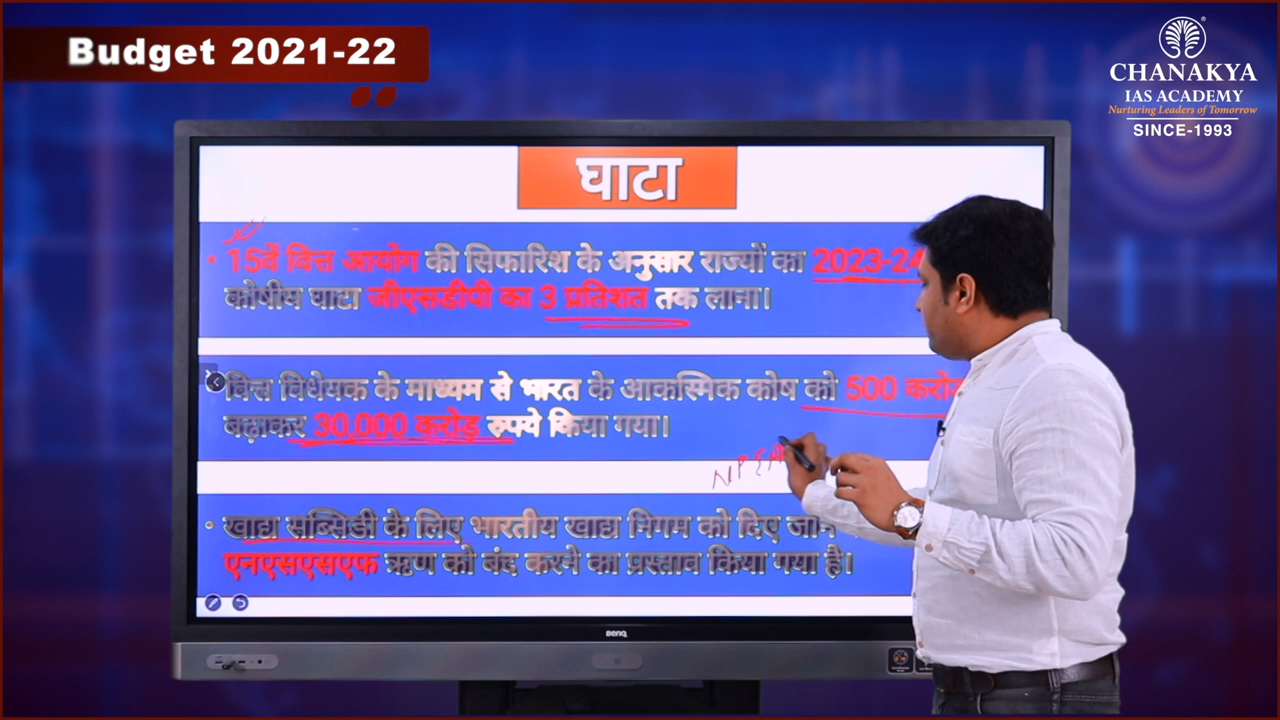 Budget 2021-22
CHANAKYA
IAS ACADEMY
Nurturing Leaders of Tomorrow
SINCE-1993
घाटा
• 15वें वित्त आयोग की सिफारिश के अनुसार राज्यों का 2023-24
कोषीय घाटा जीएसडीपी का 3 प्रतिशत तक लाना।
वित्त विधेयक के माध्यम से भारत के आकस्मिक कोष को 500 करोड़
बढ़ाकर 30,000 करोड़ रुपये किया गया।
• खाद्य सब्सिडी के लिए भारतीय खाद्य निगम को दिए जाने
एनएसएसएफ ऋण को बंद करने का प्रस्ताव किया गया है।
BenQ